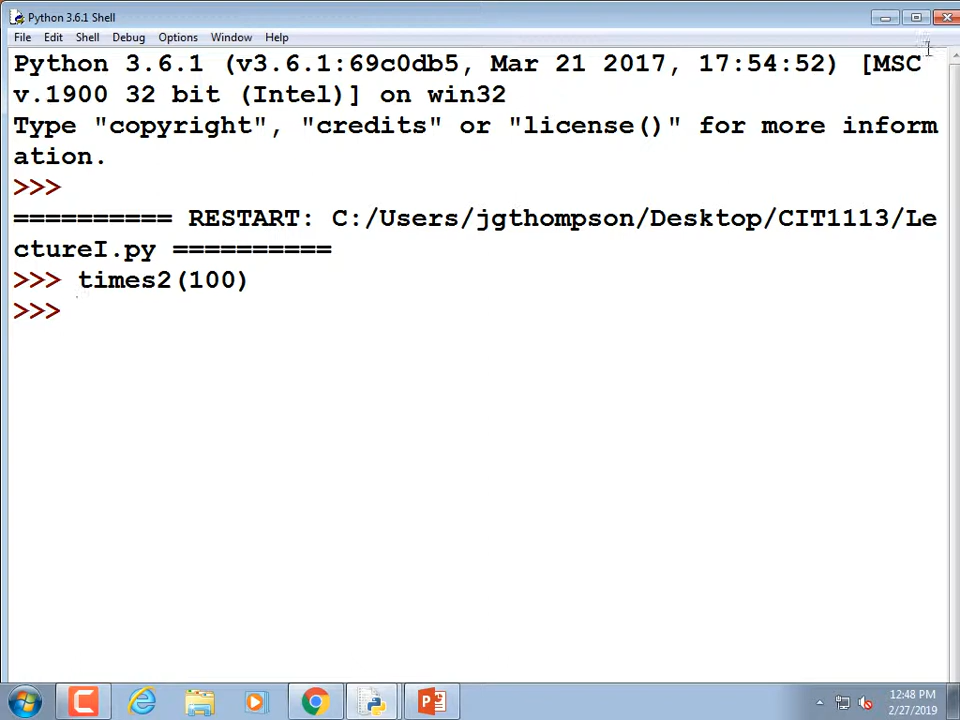 Python 3.6.1 Shell
File Edit Shell Debug Options Window Help
Python 3.6.1 (v3.6.1:69c0db5, Mar 21 2017, 17:54:52) [MSC
v.1900 32 bit (Intel)] on win32
Type "copyright", "credits" or "license()" for more inform
ation.
>>>
========== RESTART: C:/Users/jgthompson/Desktop/CIT1113/Le
ctureI.py ==========
>>> times2(100)
>>>
12:48 PM
2/27/2019